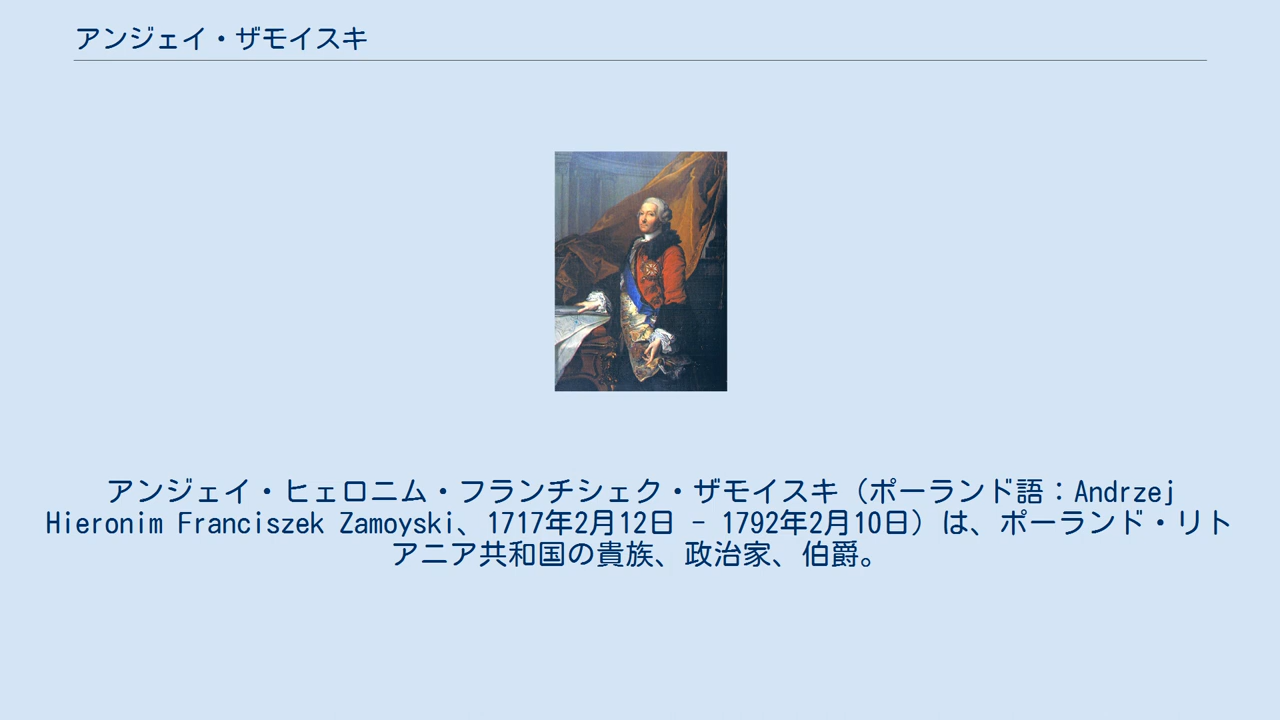 アンジェイ・ザモイスキ
アンジェイ・ヒェロニム・フランチシェク・ザモイスキ（ポーランド語：Andrzej
Hieronim Franciszek Zamoyski、1717年2月12日 - 1792年2月10日）は、ポーランド・リト
アニア共和国の貴族、政治家、伯爵。